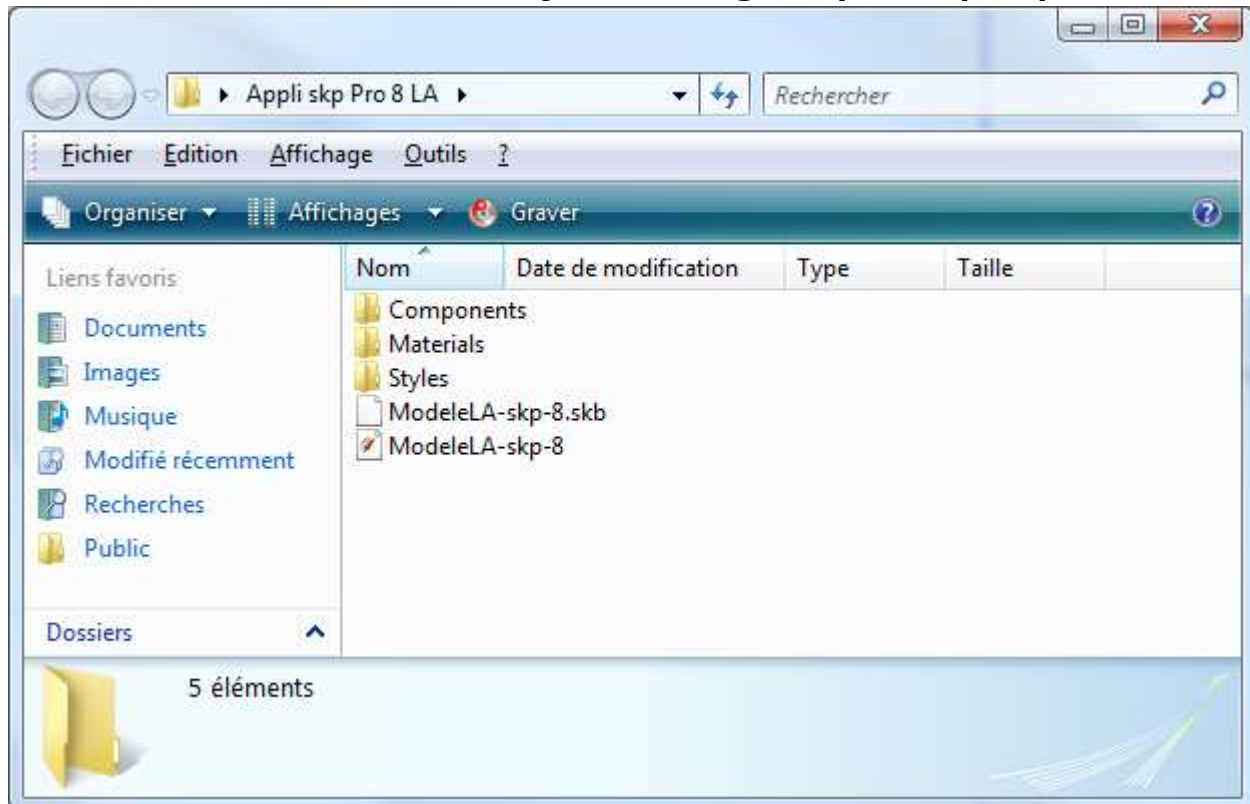 Appli skp Pro 8 LA
Rechercher
Fichier Edition Affichage Outils ?
Organiser Affichages Graver
Liens favoris
Nom Date de modification Type Taille
Documents
Images
Musique
Modifié récemment
Recherches
Public
Components
Materials
Styles
ModeleLA-skp-8.skb
ModeleLA-skp-8
Dossiers
5 éléments